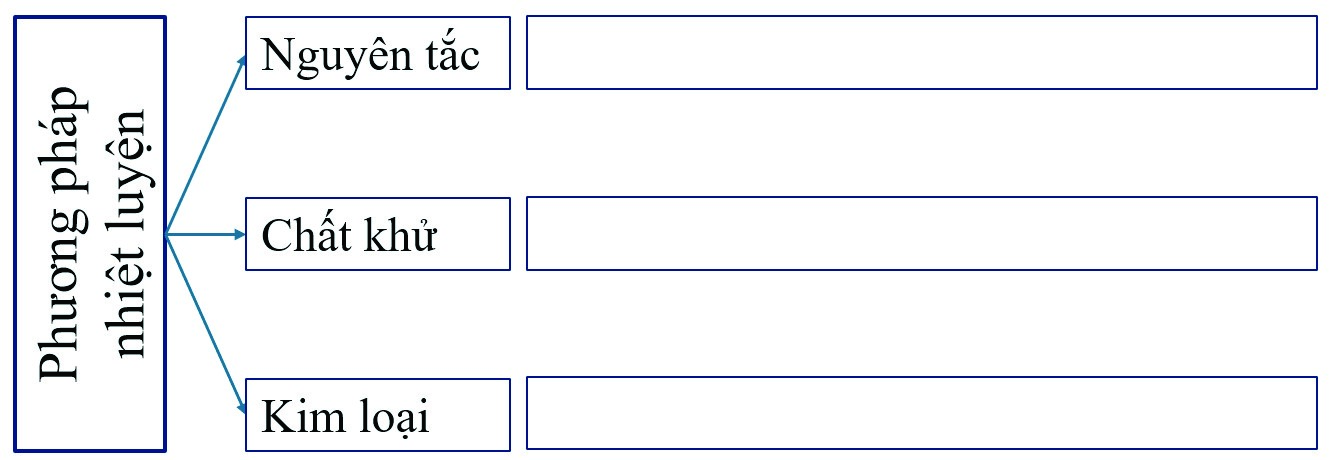 Phương pháp
nhiệt luyện
Nguyên tắc
Chất khử
Kim loại